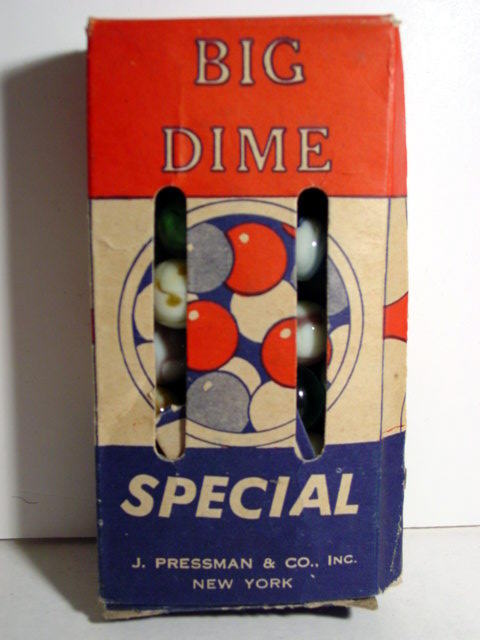 BIG
DIME
SPECIAL
J. PRESSMAN & CO., INC.
NEW YORK